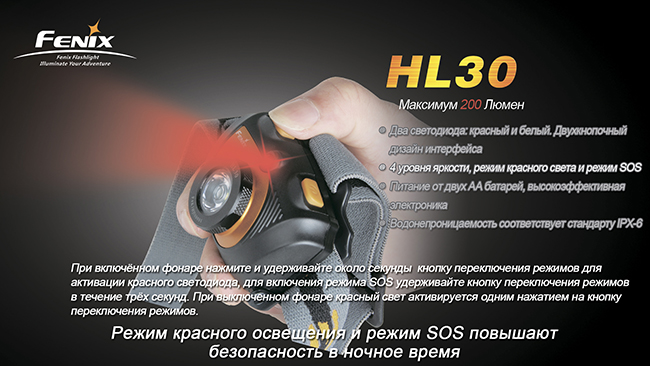 FENIX
Fenix Flashlight
Illuminate Your Adventure
HL30
Максимум 200 Люмен
Два светодиода: красный и белый. Двухкнопочный
дизайн интерфейса
4 уровня яркости, режим красного света и режим SOS
Питание от двух АА батарей, высокоэффективная
электроника
Водонепроницаемость соответствует стандарту IPX-6
При включённом фонаре нажмите и удерживайте около секунды кнопку переключения режимов для
активации красного светодиода, для включения режима SOS удерживайте кнопку переключения режимов
в течение трёх секунд. При выключенном фонаре красный свет активируется одним нажатием на кнопку
переключения режимов.
Режим красного освещения и режим SOS повышают
безопасность в ночное время